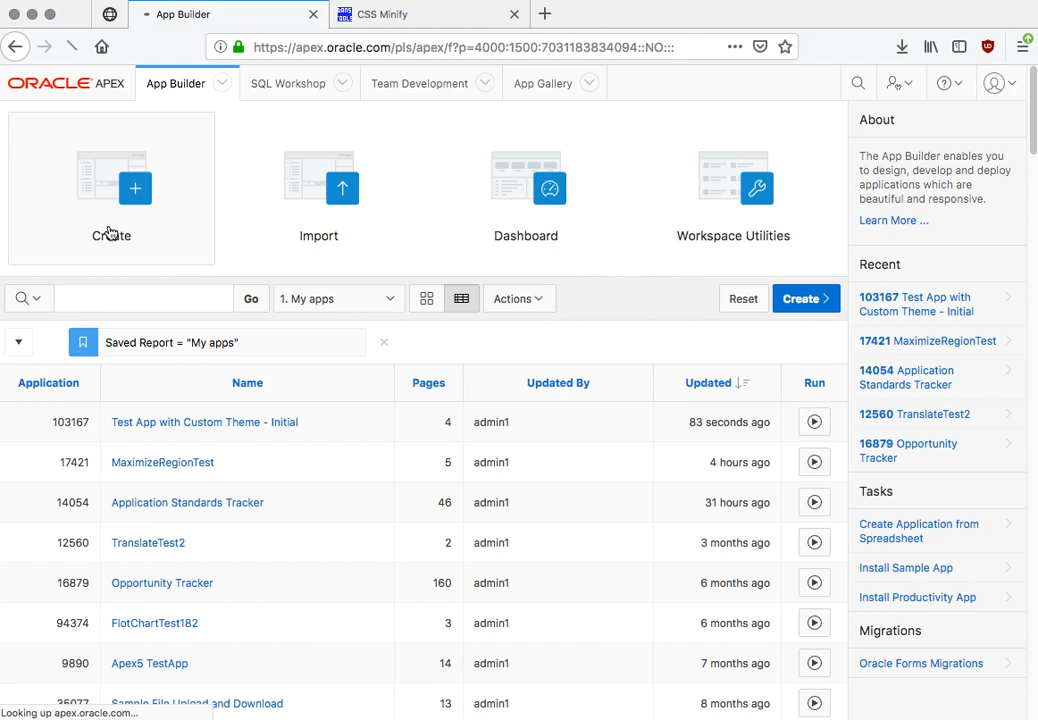 App Builder
CSS Minify
https://apex.oracle.com/pls/apex/f?p=4000:1500:7031183834094::NO:::
ORACLE APEX
App Builder
SQL Workshop
Team Development
App Gallery
Create
Import
Dashboard
Workspace Utilities
Go
1. My apps
Actions
Reset
Create
Saved Report = "My apps"
Application Name Pages Updated By Updated Run
103167 Test App with Custom Theme - Initial 4 admin1 83 seconds ago
17421 MaximizeRegionTest 5 admin1 4 hours ago
14054 Application Standards Tracker 46 admin1 31 hours ago
12560 TranslateTest2 2 admin1 3 months ago
16879 Opportunity Tracker 160 admin1 6 months ago
94374 FlotChartTest182 3 admin1 6 months ago
9890 Apex5 TestApp 14 admin1 7 months ago
35077 Sample File Upload and Download 13 admin1 8 months ago
Looking up apex.oracle.com...
About
The App Builder enables you
to design, develop and deploy
applications which are
beautiful and responsive.
Learn More ...
Recent
103167 Test App with
Custom Theme - Initial
17421 MaximizeRegionTest
14054 Application
Standards Tracker
12560 TranslateTest2
16879 Opportunity
Tracker
Tasks
Create Application from
Spreadsheet
Install Sample App
Install Productivity App
Migrations
Oracle Forms Migrations